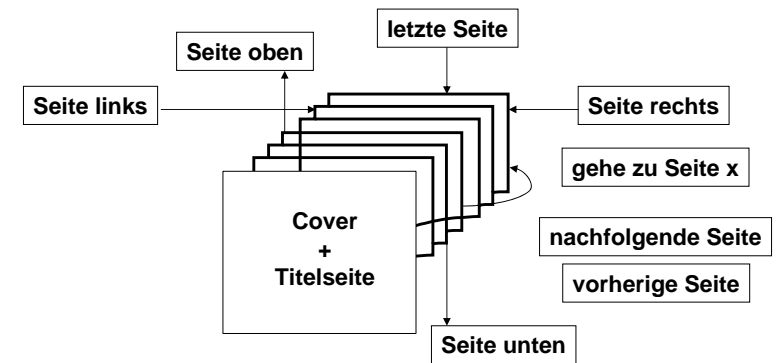 letzte Seite
Seite oben
Seite links
Seite rechts
gehe zu Seite x
Cover
+
Titelseite
nachfolgende Seite
vorherige Seite
Seite unten